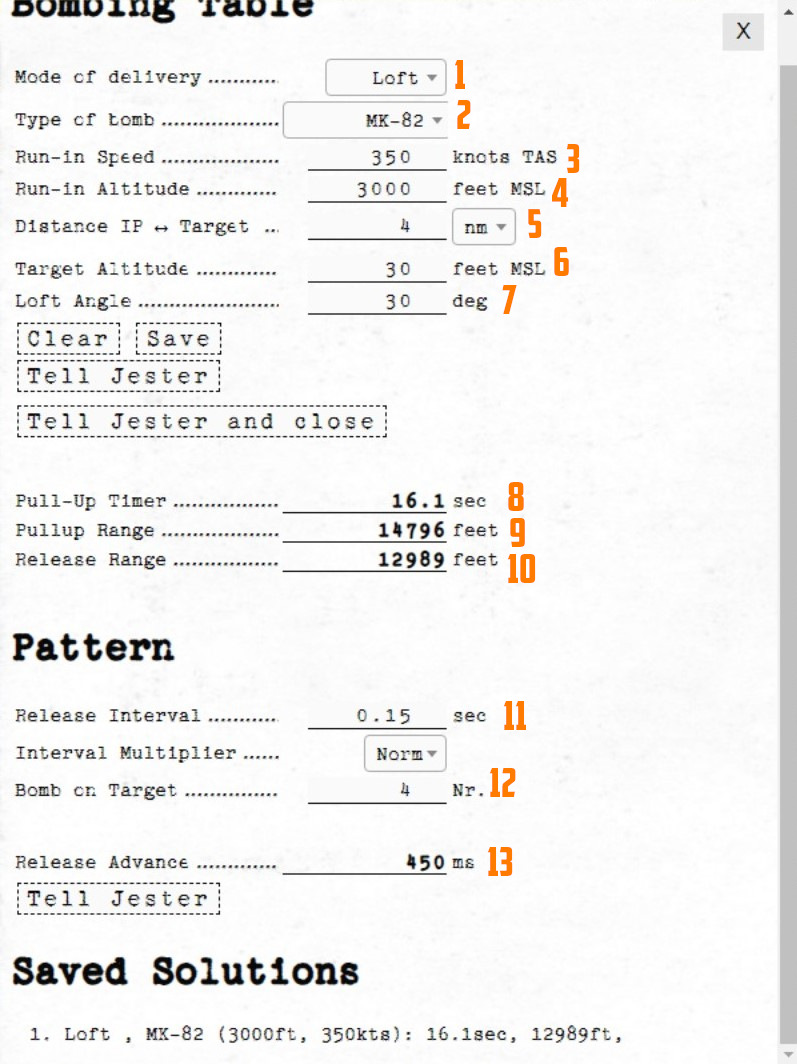 Bombing Table
X
Mode of delivery ........... Loft 1
Type of bomb .................... MK-82 2
Run-in Speed .................... 350 knots TAS 3
Run-in Altitude .............. 3000 feet MSL 4
Distance IP ↔ Target .. 4 nm 5
Target Altitude .............. 30 feet MSL 6
Loft Angle ........................ 30 deg 7
Clear Save
Tell Jester
Tell Jester and close
Pull-Up Timer .................. 16.1 sec 8
Pullup Range .................... 14796 feet 9
Release Range .................. 12989 feet 10
Pattern
Release Interval ............ 0.15 sec 11
Interval Multiplier ...... Norm
Bomb on Target ................ 4 Nr. 12
Release Advance .............. 450 ms 13
Tell Jester
Saved Solutions
1. Loft , MK-82 (3000ft, 350kts): 16.1sec, 12989ft,